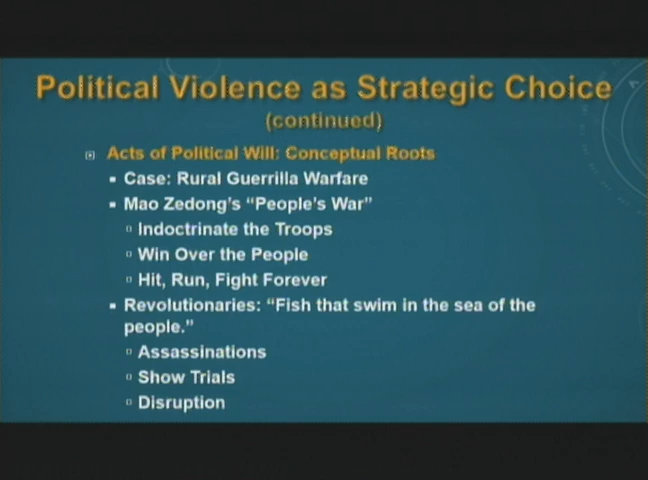 Political Violence as Strategic Choice
(continued)
Acts of Political Will: Conceptual Roots
Case: Rural Guerrilla Warfare
Mao Zedong's “People's War”
Indoctrinate the Troops
Win Over the People
Hit, Run, Fight Forever
Revolutionaries: “Fish that swim in the sea of the
people.”
Assassinations
Show Trials
Disruption